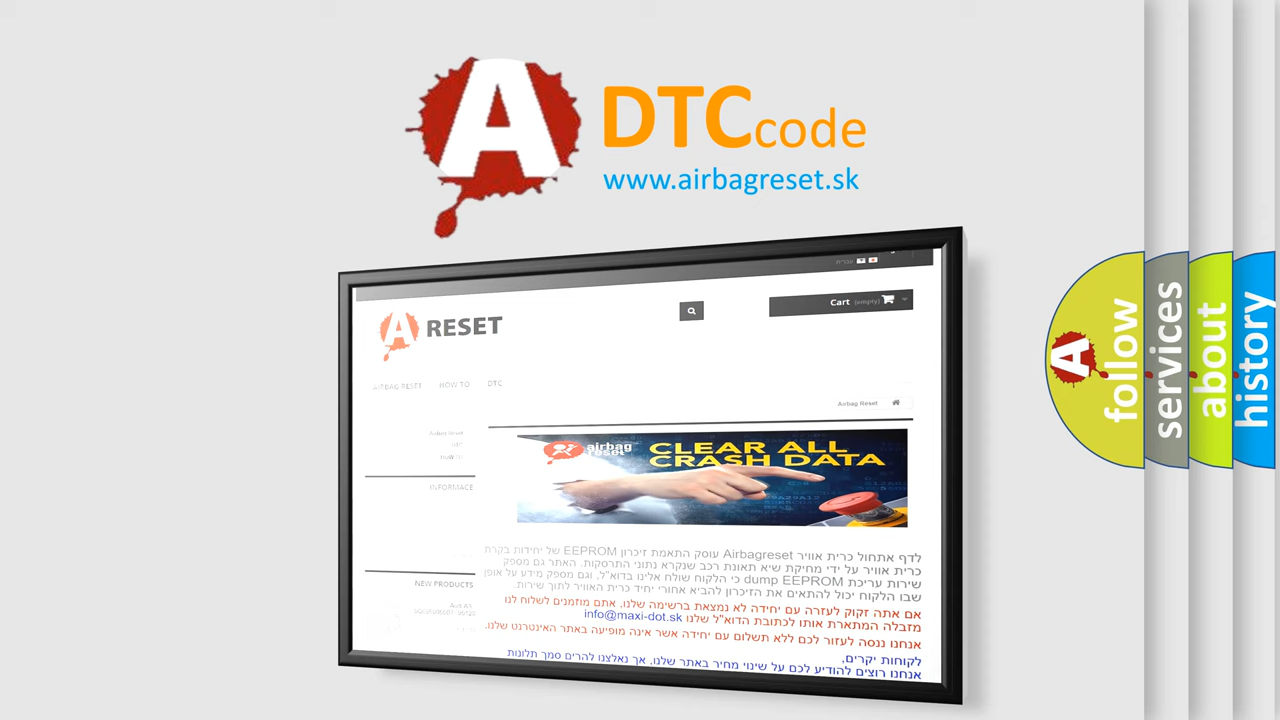 A
DTCcode
www.airbagreset.sk
עברית
Cart (empty)
A RESET
AIRBAG RESET
HOW TO
DTC
Airbag Reset
Airbag Reset
HOW TO
airbag
reset
CLEAR ALL
CRASH DATA
INFORMACE
NEW PRODUCTS
לדף אתחול כרית אוויר Airbagreset עוסק התאמת זיכרון EEPROM של יחידות בקרת
כרית אוויר על ידי מחיקת שיא תאונת רכב שנקרא נתוני התרסקות. האתר גם מספק
שירות עריכת dump EEPROM כי הלקוח שולח אלינו בדוא"ל, וגם מספק מידע על אופן
שבו הלקוח יכול להתאים את הזיכרון להביא אחורי יחיד כרית האוויר לתוך שירות.
אם אתה זקוק לעזרה עם יחידה לא נמצאת ברשימה שלנו, אתם מוזמנים לשלוח לנו
מזבלה המתארת אותו לכתובת הדוא"ל שלנו info@maxi-dot.sk
אנחנו ננסה לעזור לכם ללא תשלום עם יחידה אשר אינה מופיעה באתר האינטרנט שלנו.
לקוחות יקרים,
אנחנו רוצים להודיע לכם על שינוי מחיר באתר שלנו, אך נאלצנו להרים סמך תלונות
A
follow
services
about
history